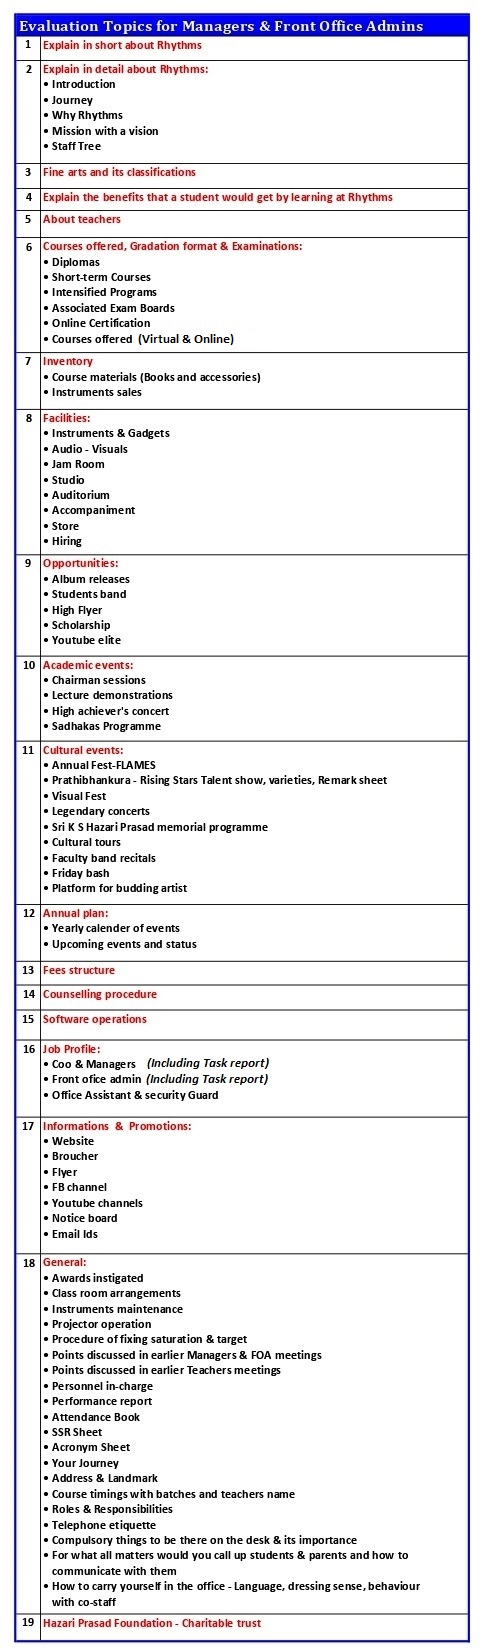 Evaluation Topics for Managers & Front Office Admins
1 Explain in short about Rhythms
2 Explain in detail about Rhythms:
• Introduction
• Journey
• Why Rhythms
• Mission with a vision
• Staff Tree
3 Fine arts and its classifications
4 Explain the benefits that a student would get by learning at Rhythms
5 About teachers
6 Courses offered, Gradation format & Examinations:
• Diplomas
• Short-term Courses
• Intensified Programs
• Associated Exam Boards
• Online Certification
• Courses offered (Virtual & Online)
7 Inventory
• Course materials (Books and accessories)
• Instruments sales
8 Facilities:
• Instruments & Gadgets
• Audio - Visuals
• Jam Room
• Studio
• Auditorium
• Accompaniment
• Store
• Hiring
9 Opportunities:
• Album releases
• Students band
• High Flyer
• Scholarship
• Youtube elite
10 Academic events:
• Chairman sessions
• Lecture demonstrations
• High achiever's concert
• Sadhakas Programme
11 Cultural events:
• Annual Fest-FLAMES
• Prathibhankura - Rising Stars Talent show, varieties, Remark sheet
• Visual Fest
• Legendary concerts
• Sri K S Hazari Prasad memorial programme
• Cultural tours
• Faculty band recitals
• Friday bash
• Platform for budding artist
12 Annual plan:
• Yearly calender of events
• Upcoming events and status
13 Fees structure
14 Counselling procedure
15 Software operations
16 Job Profile:
• Coo & Managers (Including Task report)
• Front ofice admin (Including Task report)
• Office Assistant & security Guard
17 Informations & Promotions:
• Website
• Broucher
• Flyer
• FB channel
• Youtube channels
• Notice board
• Email Ids
18 General:
• Awards instigated
• Class room arrangements
• Instruments maintenance
• Projector operation
• Procedure of fixing saturation & target
• Points discussed in earlier Managers & FOA meetings
• Points discussed in earlier Teachers meetings
• Personnel in-charge
• Performance report
• Attendance Book
• SSR Sheet
• Acronym Sheet
• Your Journey
• Address & Landmark
• Course timings with batches and teachers name
• Roles & Responsibilities
• Telephone etiquette
• Compulsory things to be there on the desk & its importance
• For what all matters would you call up students & parents and how to
communicate with them
• How to carry yourself in the office - Language, dressing sense, behaviour
with co-staff
19 Hazari Prasad Foundation - Charitable trust